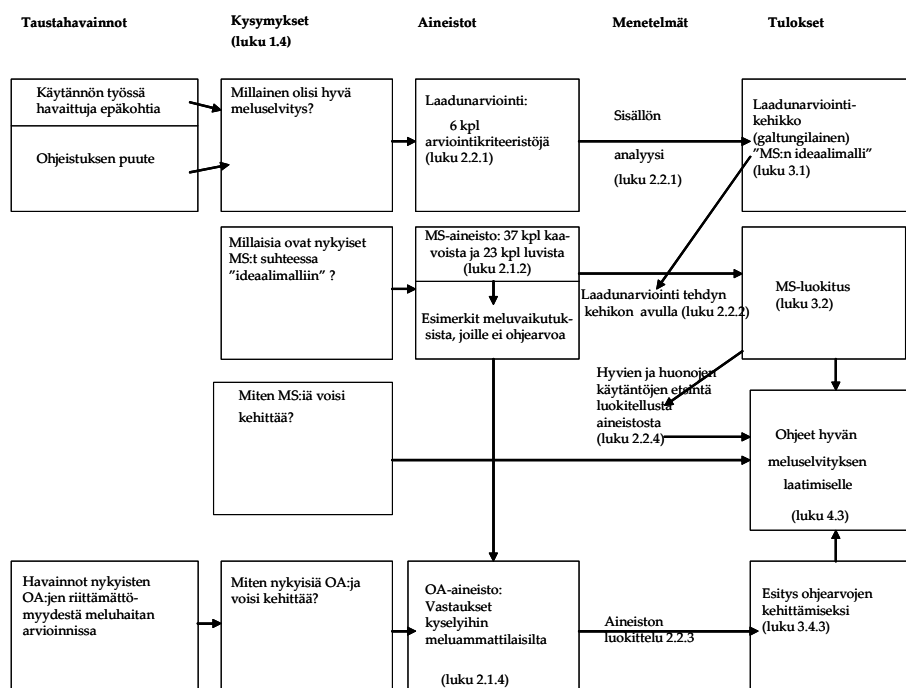 Taustahavainnot
Kysymykset
(luku 1.4)
Aineistot
Menetelmät
Tulokset
Käytännön työssä
havaittuja epäkohtia
Ohjeistuksen puute
Millainen olisi hyvä
meluselvitys?
Laadunarviointi:
6 kpl
arviointikriteeristöjä
(luku 2.2.1)
Sisällön
analyysi
(luku 2.2.1)
Laadunarviointi-
kehikko
(galtungilainen)
”MS:n ideaalimalli”
(luku 3.1)
Millaisia ovat nykyiset
MS:t suhteessa
”ideaalimalliin” ?
MS-aineisto: 37 kpl kaa-
voista ja 23 kpl luvista
(luku 2.1.2)
Esimerkit meluvaikutuk-
sista, joille ei ohjearvoa
Laadunarviointi tehdyn
kehikon avulla (luku 2.2.2)
MS-luokitus
(luku 3.2)
Miten MS:iä voisi
kehittää?
Hyvien ja huonojen
käytäntöjen etsintä
luokitellusta
aineistosta
(luku 2.2.4)
Ohjeet hyvän
meluselvityksen
laatimiselle
(luku 4.3)
Havainnot nykyisten
OA:jen riittämättö-
myydestä meluhaitan
arvioinnissa
Miten nykyisiä OA:ja
voisi kehittää?
OA-aineisto:
Vastaukset
kyselyihin
meluammattilaisilta
(luku 2.1.4)
Aineiston
luokittelu 2.2.3
Esitys ohjearvojen
kehittämiseksi
(luku 3.4.3)